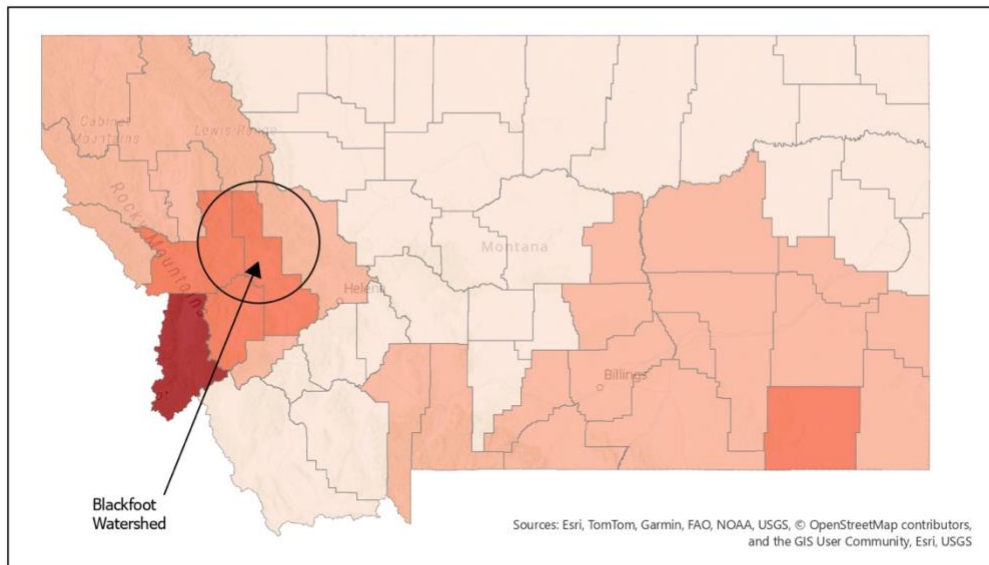 Cabinet
Mountains
Lewis Range
Rocky Mountains
Montana
Helena
Billings
Blackfoot
Watershed
Sources: Esri, TomTom, Garmin, FAO, NOAA, USGS, © OpenStreetMap contributors,
and the GIS User Community, Esri, USGS